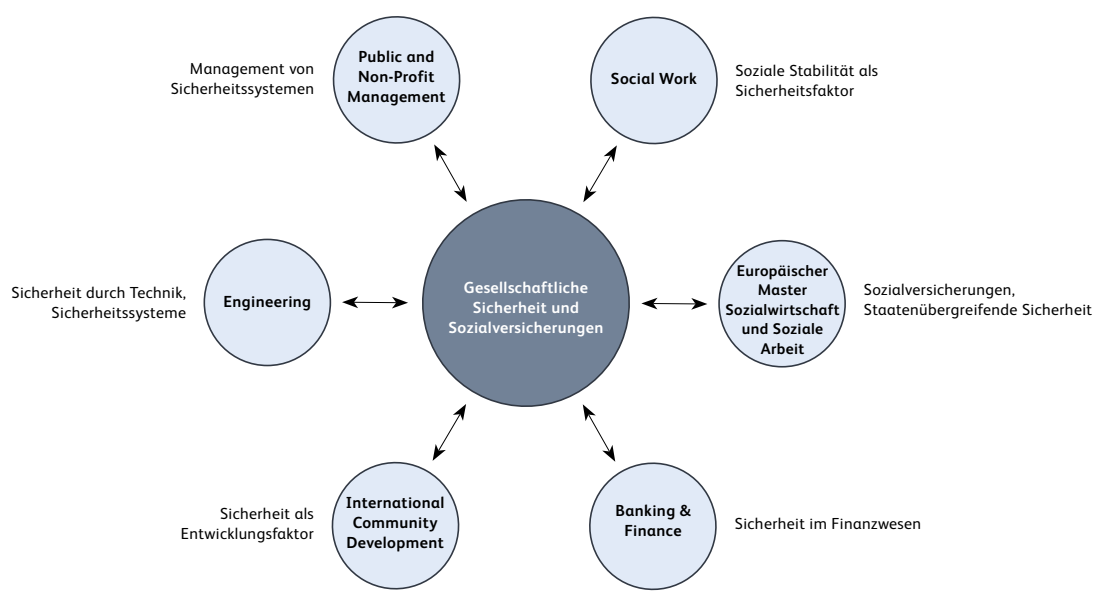 Management von
Sicherheitssystemen
Public and
Non-Profit
Management
Social Work
Soziale Stabilität als
Sicherheitsfaktor
Sicherheit durch Technik,
Sicherheitssysteme
Engineering
Gesellschaftliche
Sicherheit und
Sozialversicherungen
Europäischer
Master
Sozialwirtschaft
und Soziale
Arbeit
Sozialversicherungen,
Staatenübergreifende Sicherheit
Sicherheit als
Entwicklungsfaktor
International
Community
Development
Banking &
Finance
Sicherheit im Finanzwesen